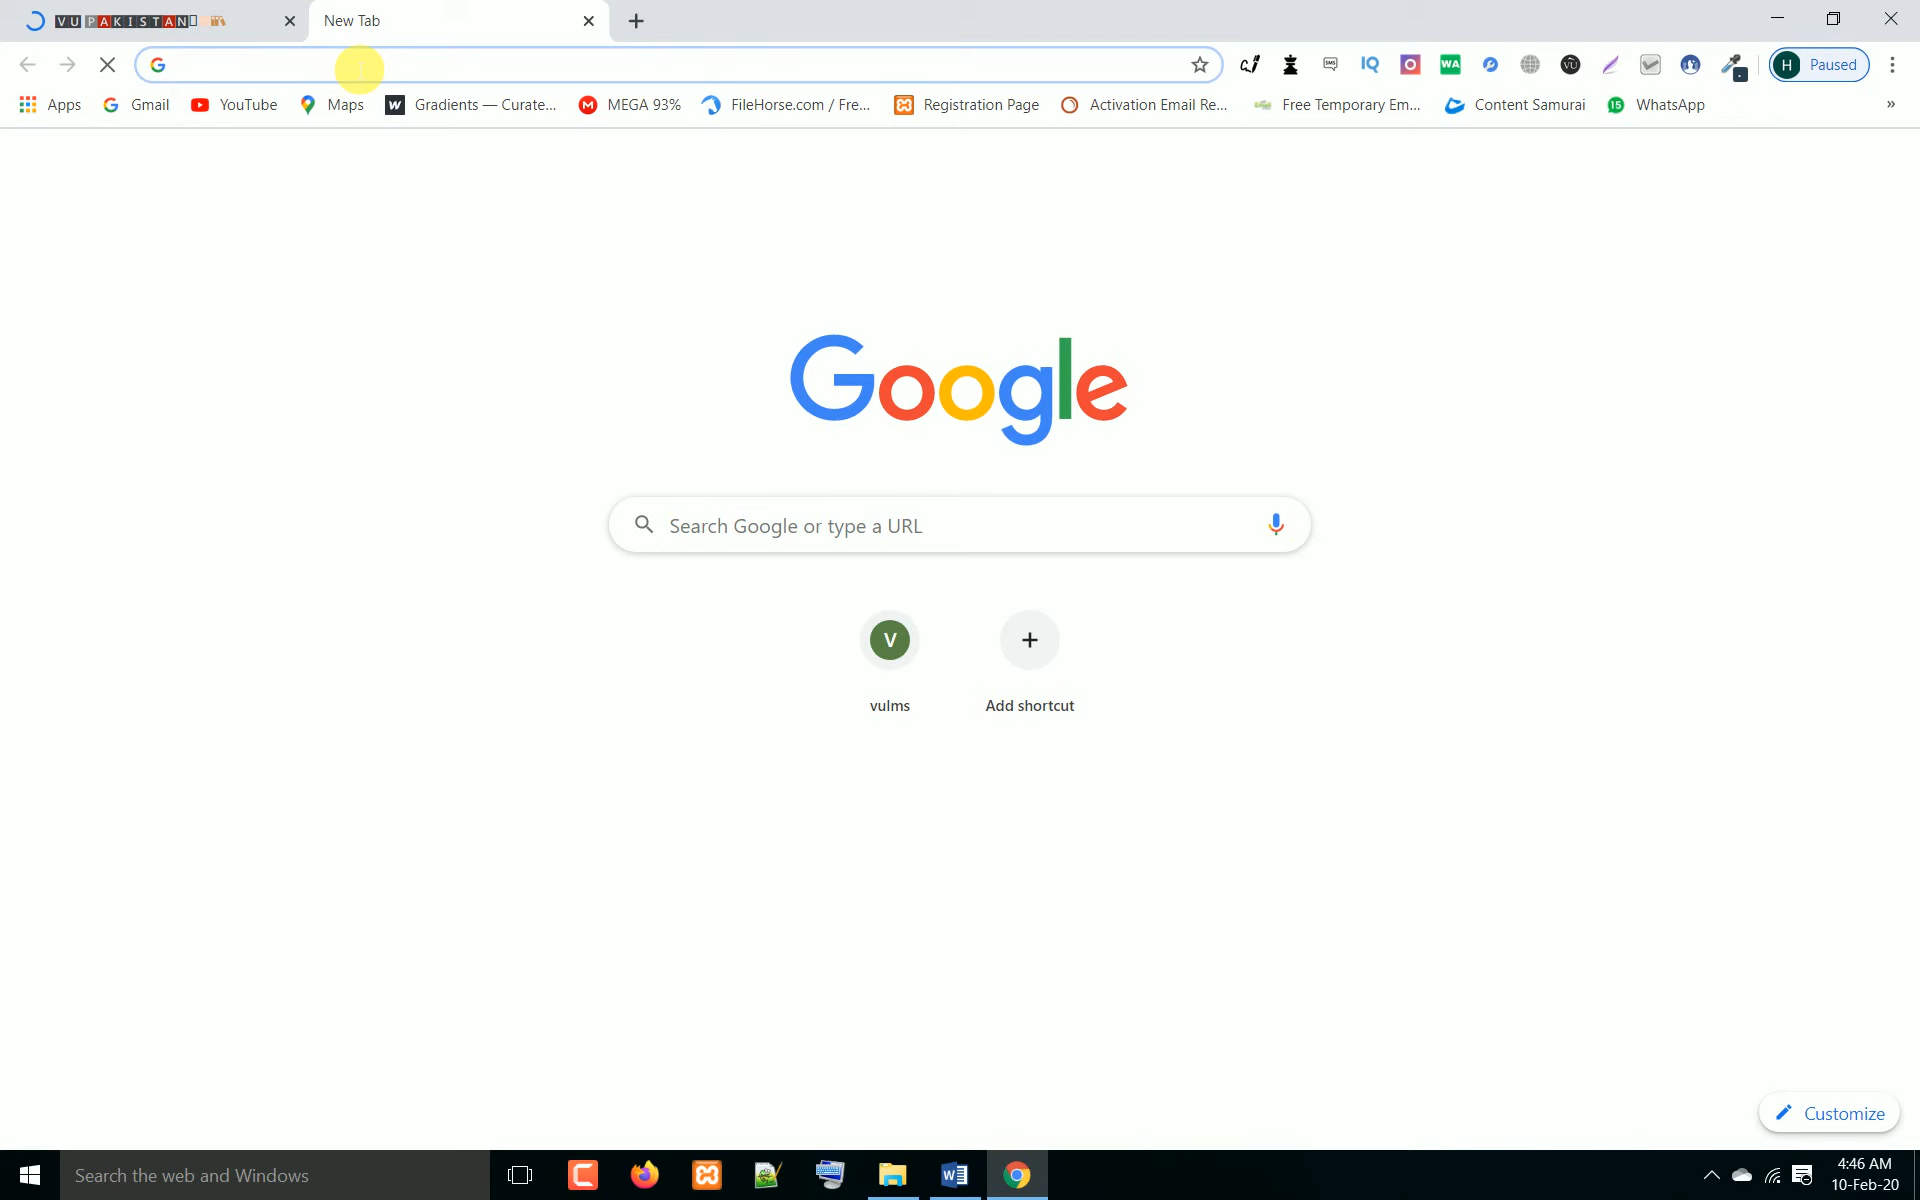 VUPAKISTAN
New Tab
Paused
H
Apps
Gmail
YouTube
Maps
Gradients — Curate...
MEGA 93%
FileHorse.com / Fre...
Registration Page
Activation Email Re...
Free Temporary Em...
Content Samurai
WhatsApp
Google
Search Google or type a URL
V
vulms
Add shortcut
Customize
Search the web and Windows
4:46 AM
10-Feb-20